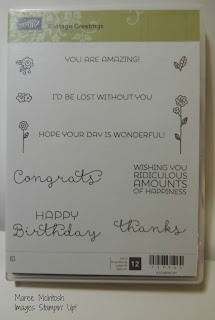 Cottage Greetings
YOU ARE AMAZING!
I'D BE LOST WITHOUT YOU
HOPE YOUR DAY IS WONDERFUL!
Congrats
WISHING YOU
RIDICULOUS
AMOUNTS
OF HAPPINESS
HAPPY
Birthday
thanks
12
Maree McIntosh
Images Stampin' Up!